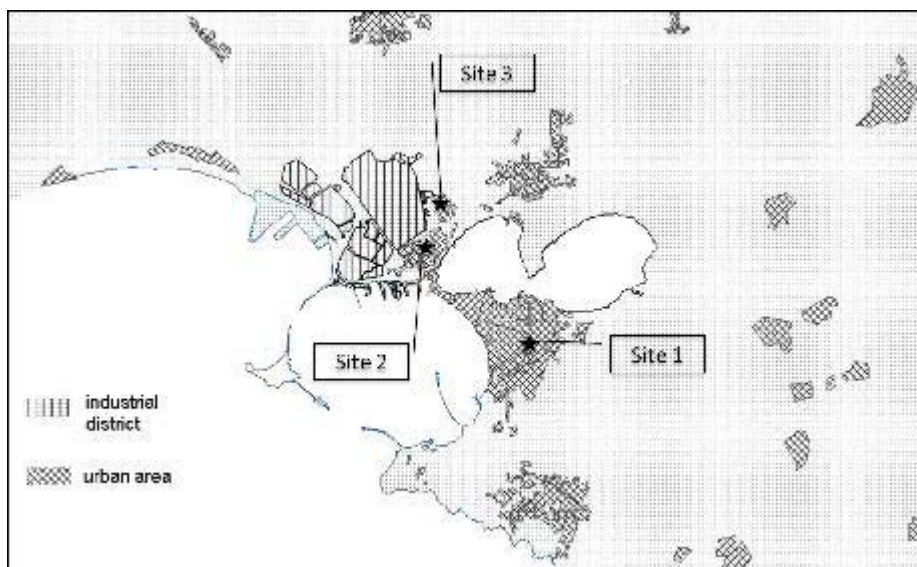 Site 3
Site 2
Site 1
industrial
district
urban area